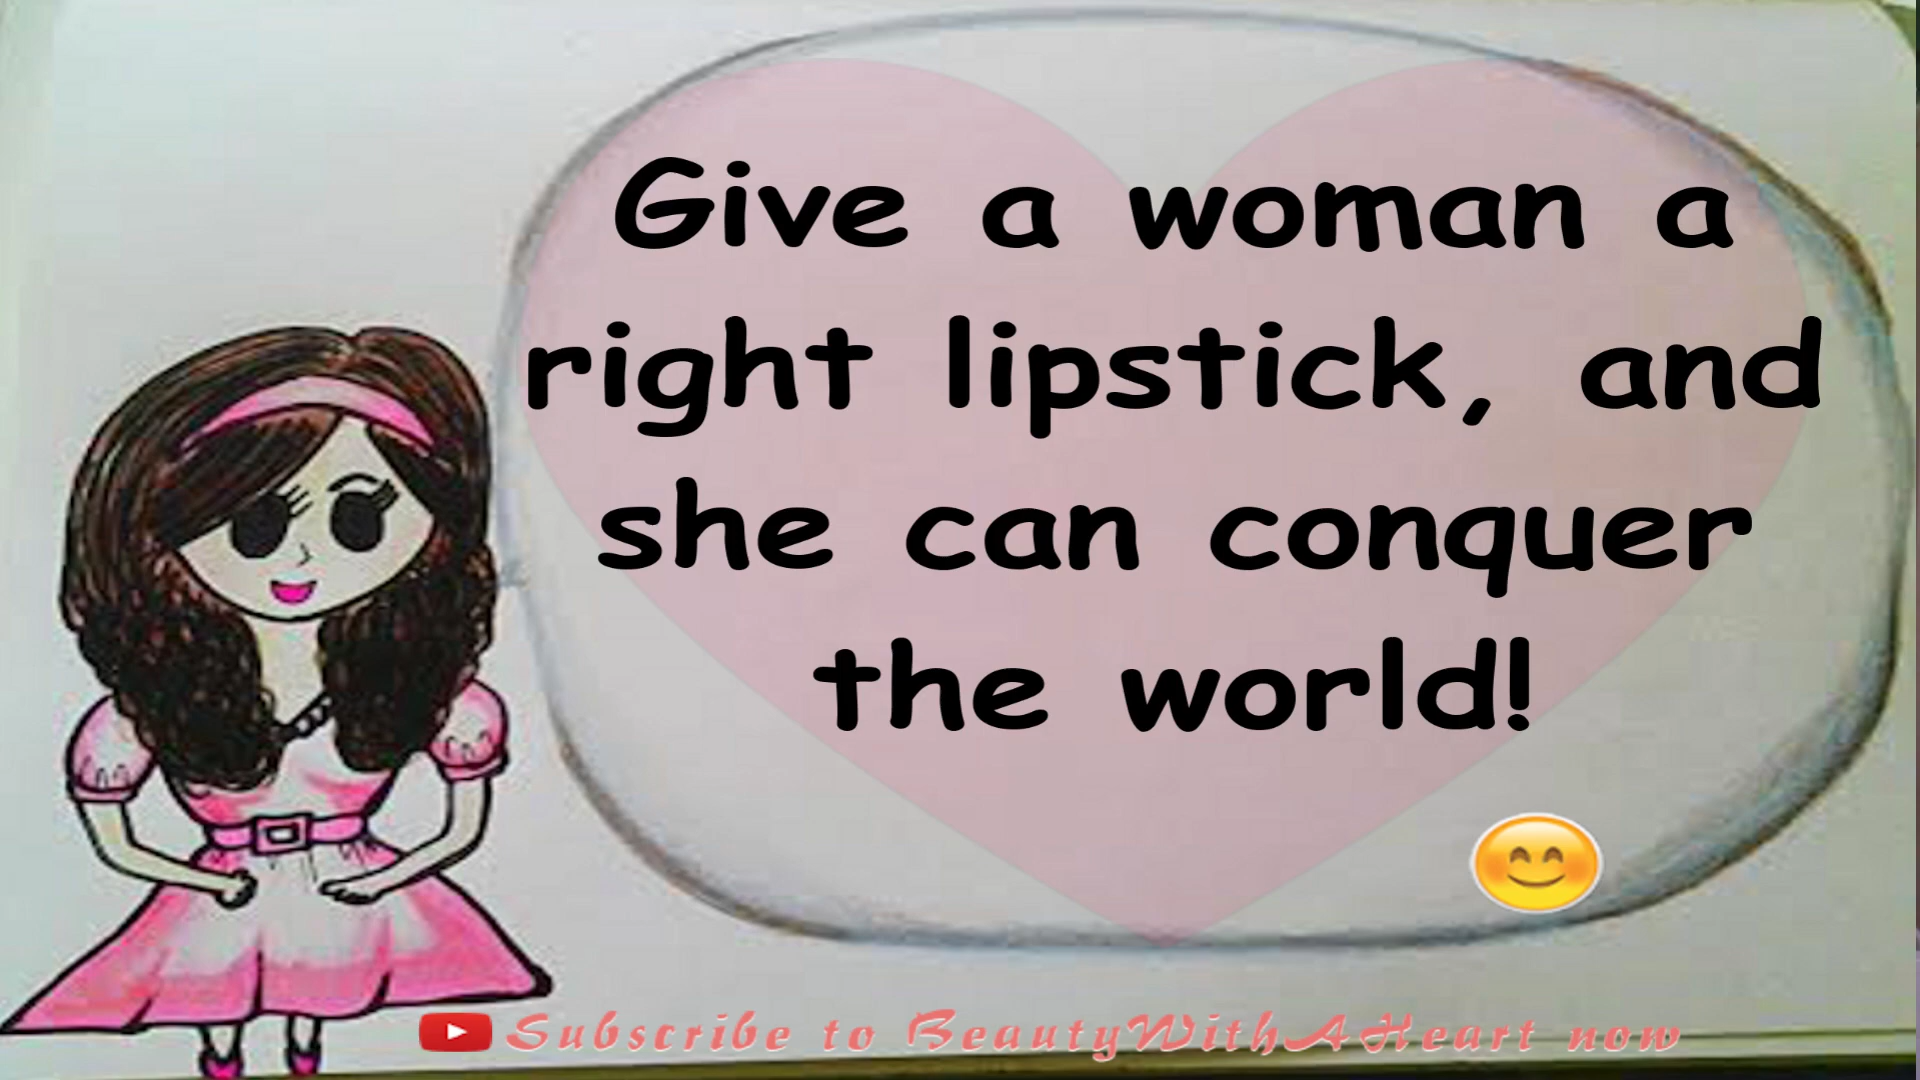 Give a woman a
right lipstick, and
she can conquer
the world!
Subscribe to BeautyWithAHeart now